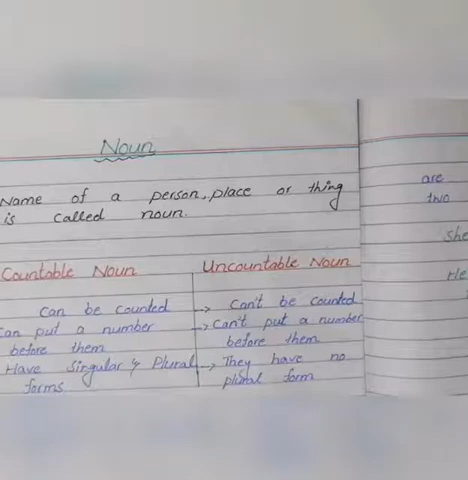 Noun
Name of a person, place or thing
is called noun.
Countable Noun
Can be counted
Can put a number
before them
Have Singular & Plural
forms
Uncountable Noun
→ Can't be counted
→ Can't put a number
before them
→ They have no
plural form
are
two
She
He